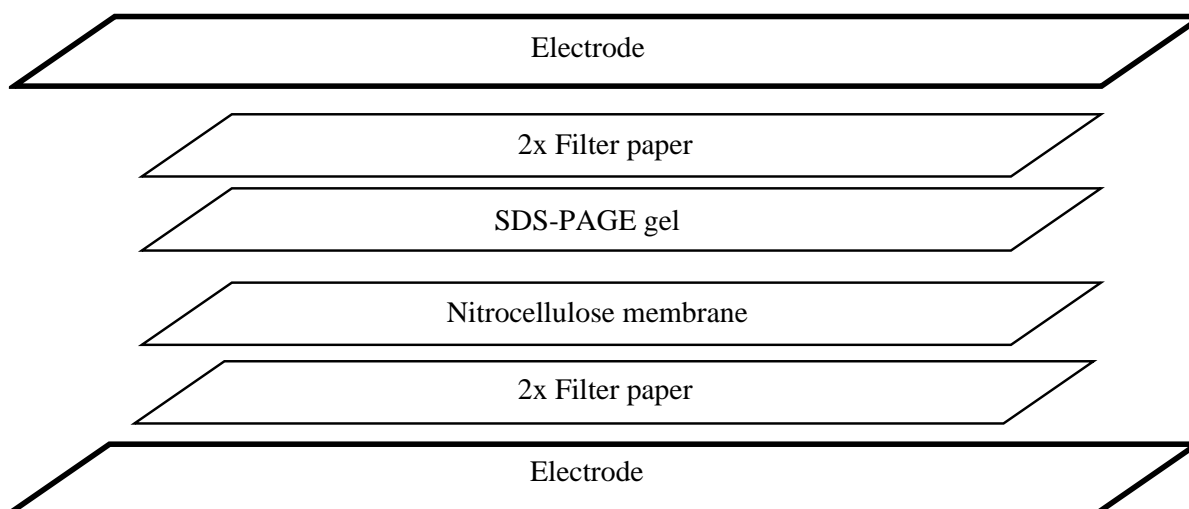 Electrode
2x Filter paper
SDS-PAGE gel
Nitrocellulose membrane
2x Filter paper
Electrode